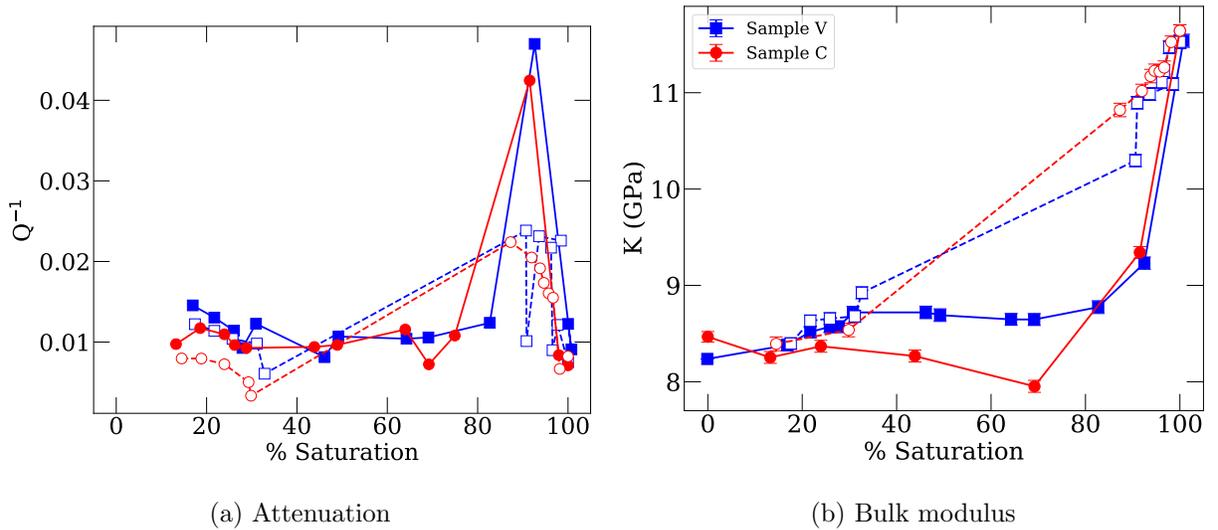 Q⁻¹
0.04
0.03
0.02
0.01
0 20 40 60 80 100
% Saturation
(a) Attenuation
Sample V
Sample C
K (GPa)
11
10
9
8
0 20 40 60 80 100
% Saturation
(b) Bulk modulus